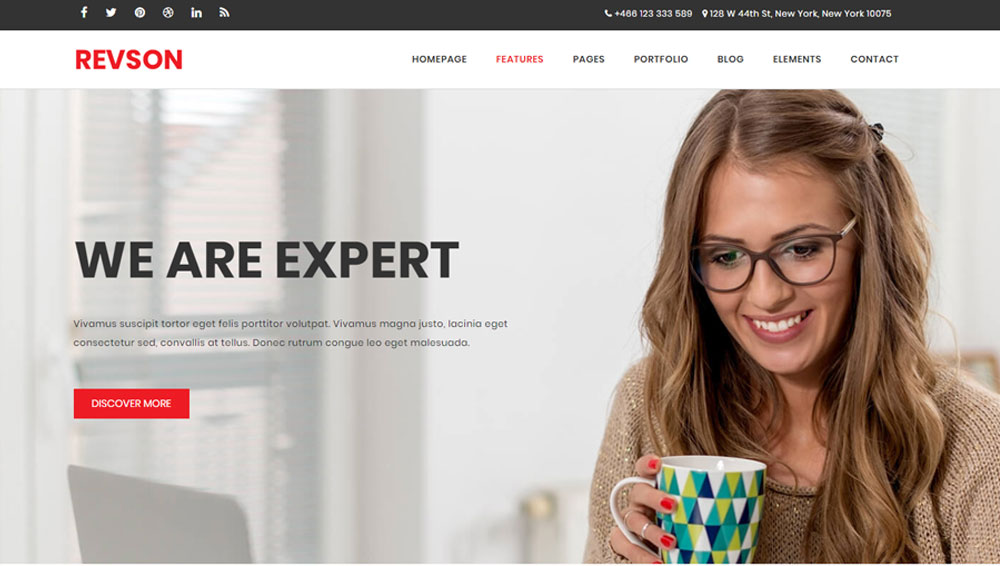 +466 123 333 589 128 W 44th St, New York, New York 10075
REVSON HOMEPAGE FEATURES PAGES PORTFOLIO BLOG ELEMENTS CONTACT
WE ARE EXPERT
Vivamus suscipit tortor eget felis porttitor volutpat. Vivamus magna justo, lacinia eget
consectetur sed, convallis at tellus. Donec rutrum congue leo eget malesuada.
DISCOVER MORE